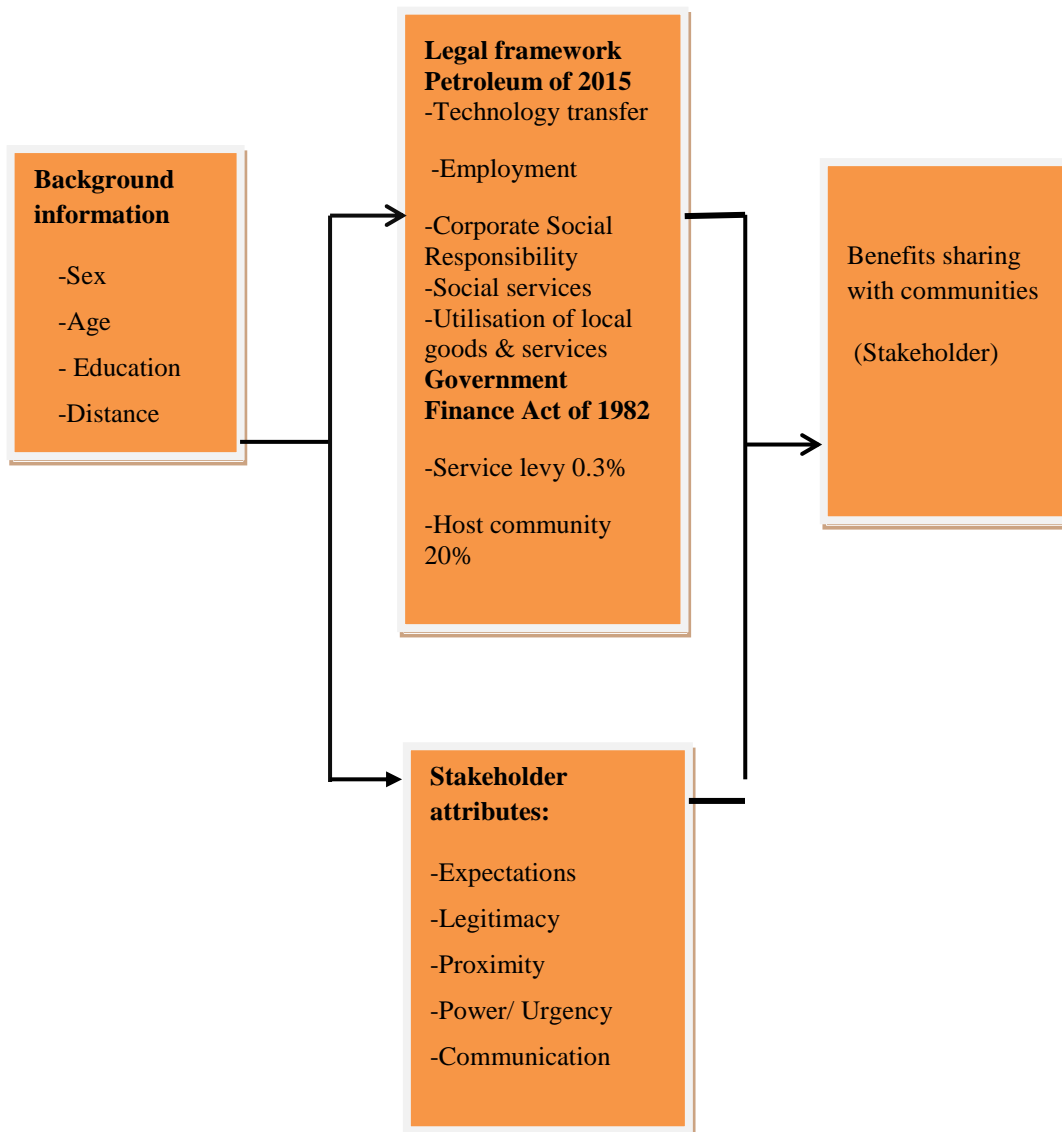 Background
information
-Sex
-Age
- Education
-Distance
Legal framework
Petroleum of 2015
-Technology transfer
-Employment
-Corporate Social
Responsibility
-Social services
-Utilisation of local
goods & services
Government
Finance Act of 1982
-Service levy 0.3%
-Host community
20%
Stakeholder
attributes:
-Expectations
-Legitimacy
-Proximity
-Power/ Urgency
-Communication
Benefits sharing
with communities
(Stakeholder)